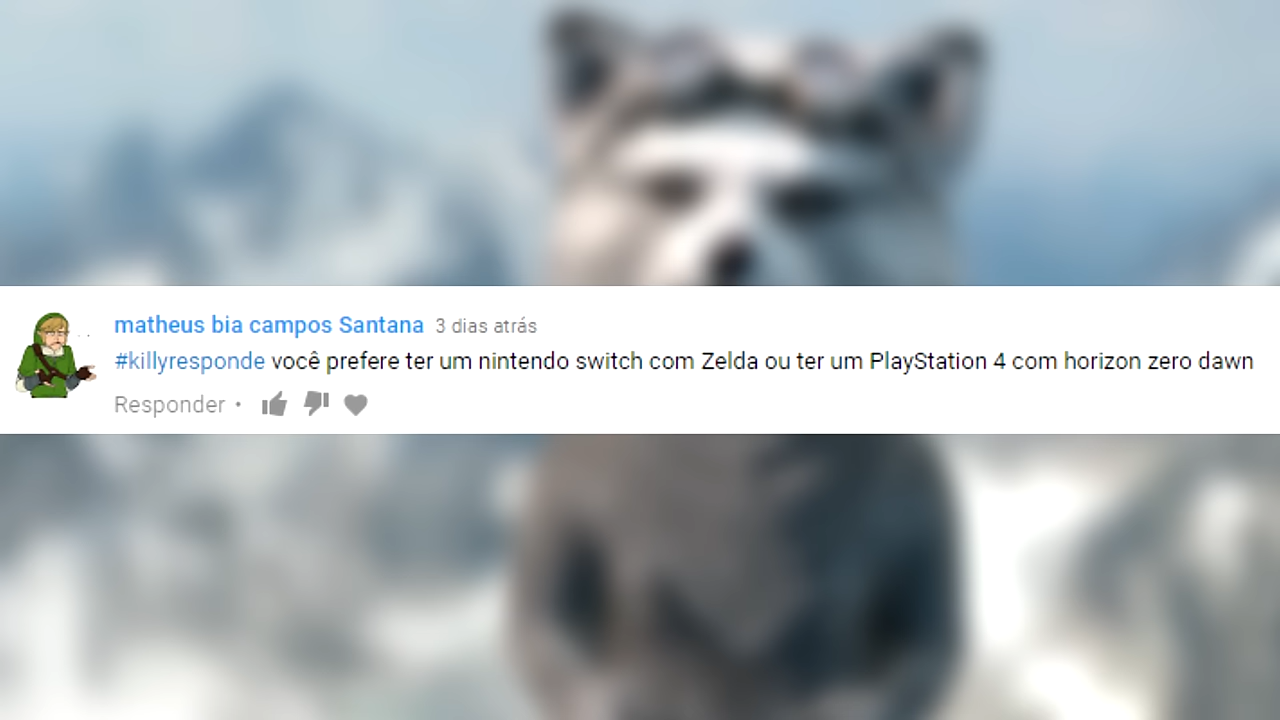 matheus bia campos Santana 3 dias atrás
#killyresponde você prefere ter um nintendo switch com Zelda ou ter um PlayStation 4 com horizon zero dawn
Responder •